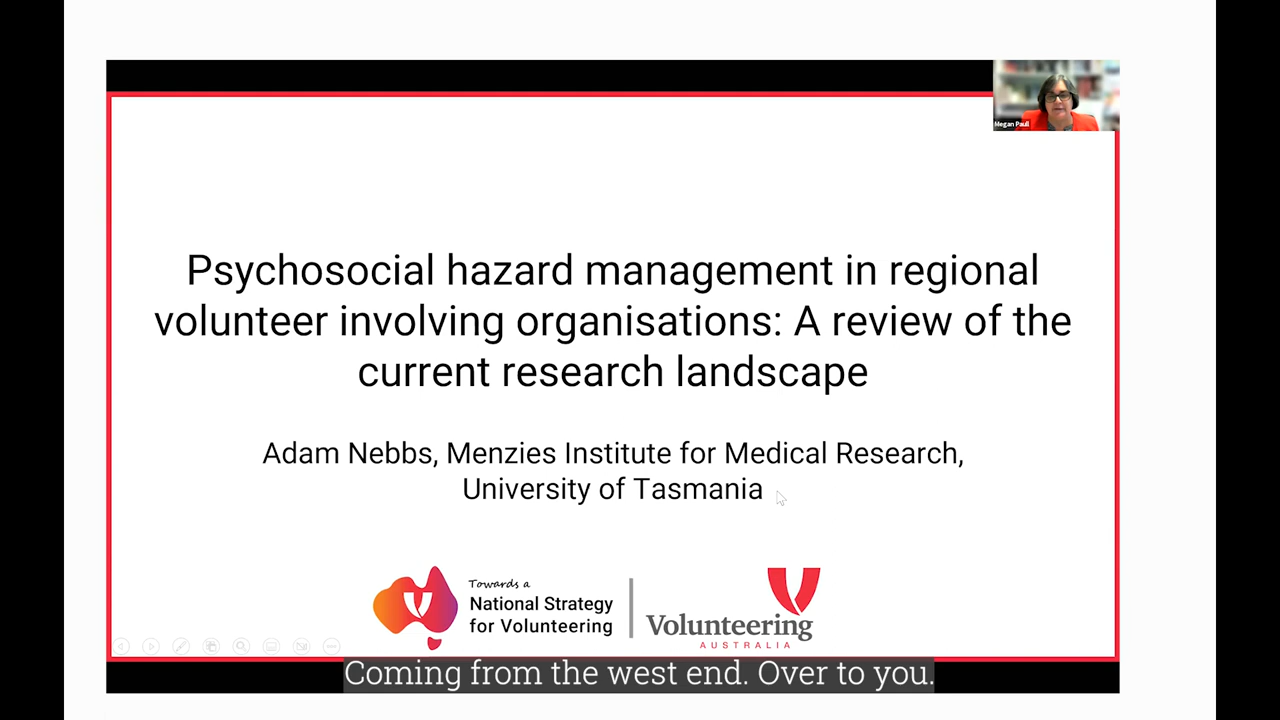 Megan Paull
Psychosocial hazard management in regional
volunteer involving organisations: A review of the
current research landscape
Adam Nebbs, Menzies Institute for Medical Research,
University of Tasmania
Towards a
National Strategy
for Volunteering
Volunteering
AUSTRALIA
Coming from the west end. Over to you.